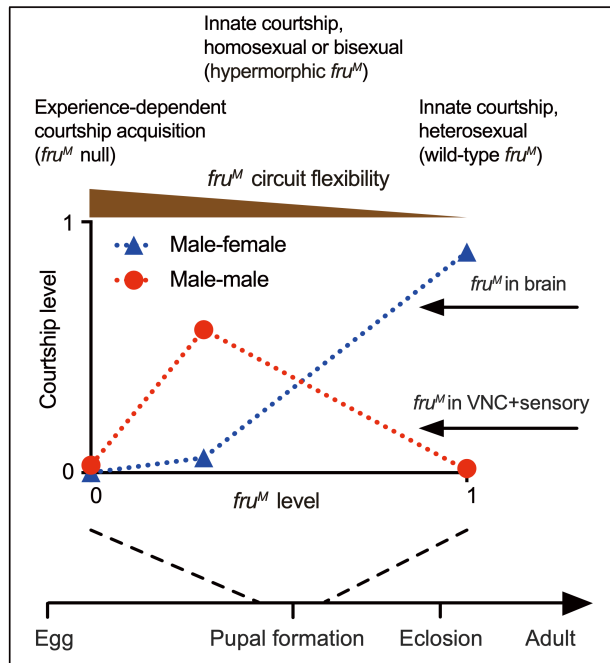 Innate courtship,
homosexual or bisexual
(hypermorphic fruᴹ)
Experience-dependent
courtship acquisition
(fruᴹ null)
Innate courtship,
heterosexual
(wild-type fruᴹ)
fruᴹ circuit flexibility
1
Male-female
Male-male
Courtship level
fruᴹ in brain
fruᴹ in VNC+sensory
0
0
fruᴹ level
1
Egg
Pupal formation
Eclosion
Adult